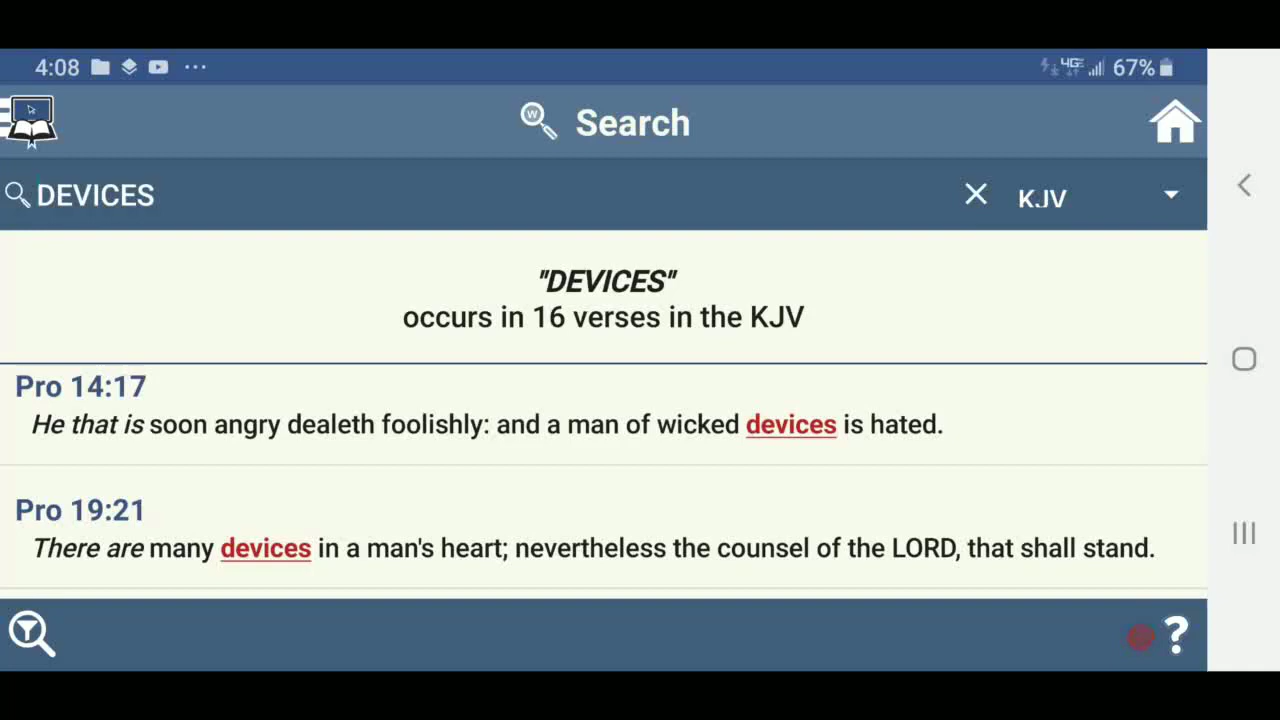 4:08 ... 4GE 67%
W Search
DEVICES X KJV
"DEVICES"
occurs in 16 verses in the KJV
Pro 14:17
He that is soon angry dealeth foolishly: and a man of wicked devices is hated.
Pro 19:21
There are many devices in a man's heart; nevertheless the counsel of the LORD, that shall stand.
?